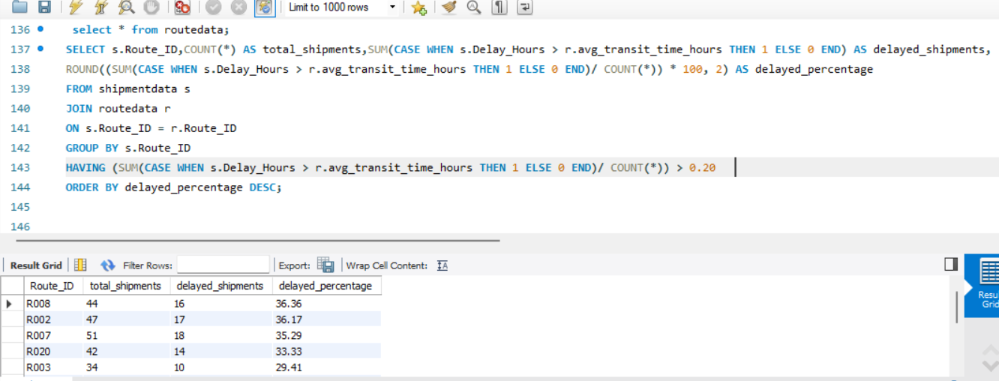 Limit to 1000 rows
136 select * from routedata;
137 SELECT s.Route_ID,COUNT(*) AS total_shipments,SUM(CASE WHEN s.Delay_Hours > r.avg_transit_time_hours THEN 1 ELSE 0 END) AS delayed_shipments,
138 ROUND((SUM(CASE WHEN s.Delay_Hours > r.avg_transit_time_hours THEN 1 ELSE 0 END)/ COUNT(*)) * 100, 2) AS delayed_percentage
139 FROM shipmentdata s
140 JOIN routedata r
141 ON s.Route_ID = r.Route_ID
142 GROUP BY s.Route_ID
143 HAVING (SUM(CASE WHEN s.Delay_Hours > r.avg_transit_time_hours THEN 1 ELSE 0 END)/ COUNT(*)) > 0.20
144 ORDER BY delayed_percentage DESC;
145
146
Result Grid Filter Rows: Export: Wrap Cell Content: IA
Route_ID total_shipments delayed_shipments delayed_percentage
R008 44 16 36.36
R002 47 17 36.17
R007 51 18 35.29
R020 42 14 33.33
R003 34 10 29.41